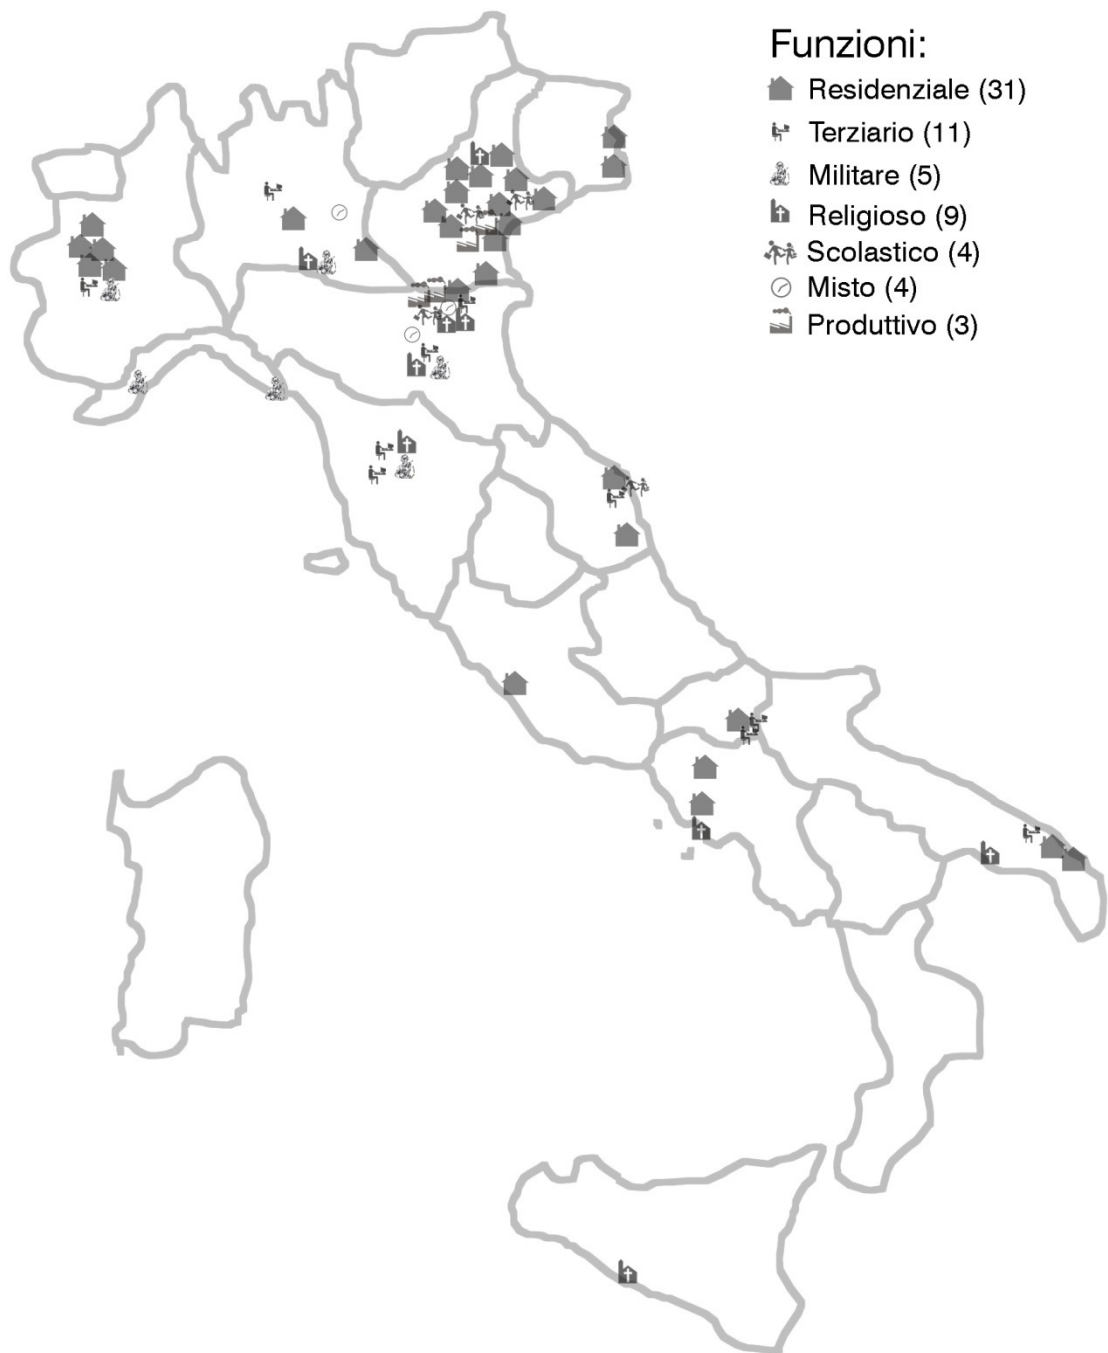 Funzioni:
Residenziale (31)
Terziario (11)
Militare (5)
Religioso (9)
Scolastico (4)
Misto (4)
Produttivo (3)